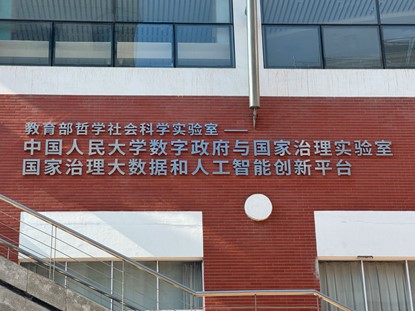 教育部哲学社会科学实验室——
中国人民大学数字政府与国家治理实验室
国家治理大数据和人工智能创新平台